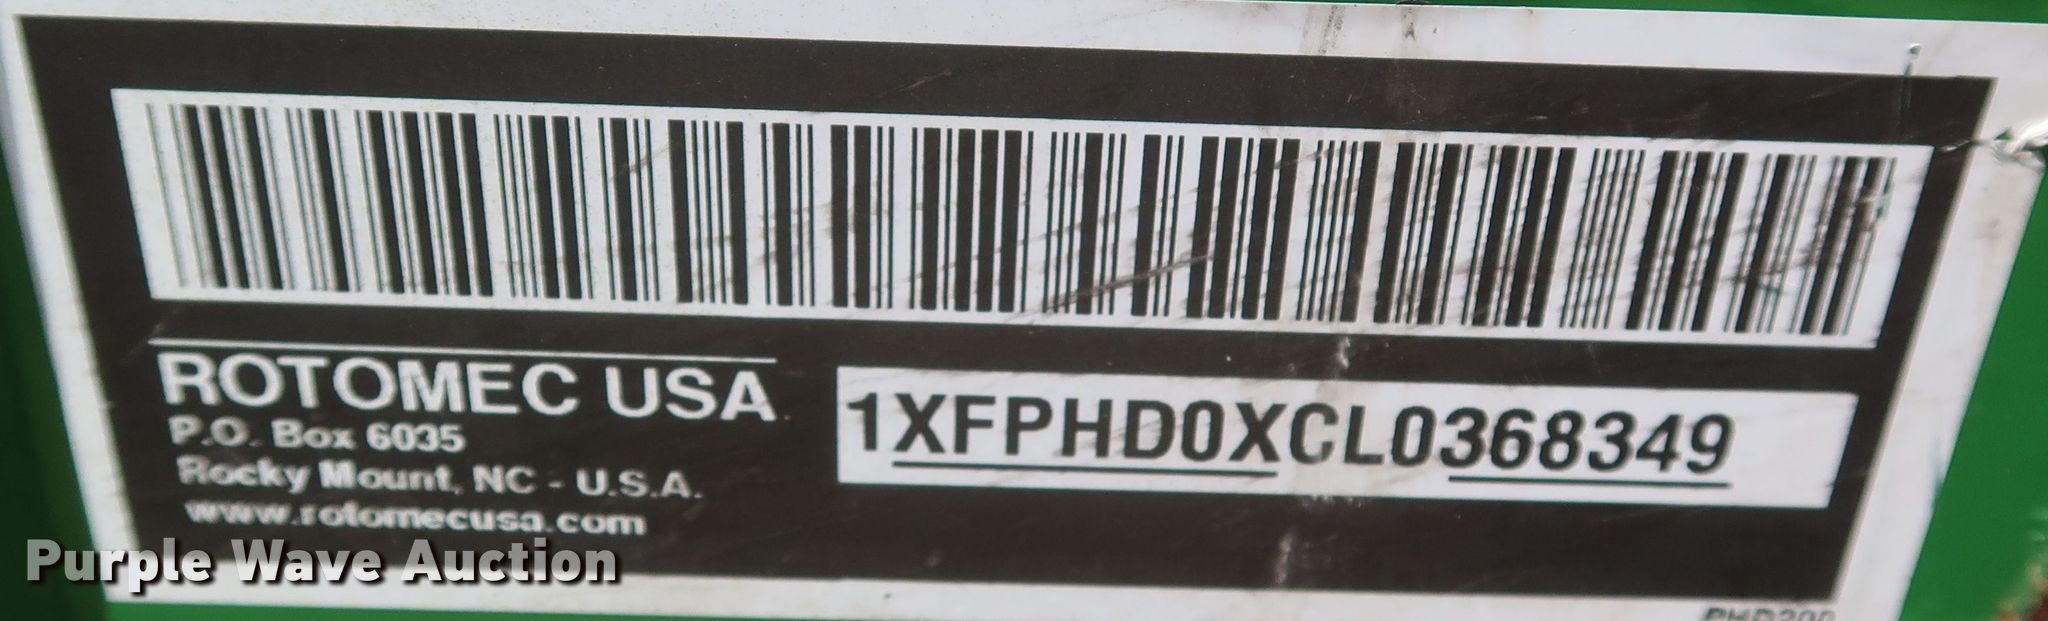 ROTOMEC USA
P.O. Box 6035
Rocky Mount, NC - U.S.A.
www.rotomecusa.com
1XFPHD0XCL0368349
Purple Wave Auction